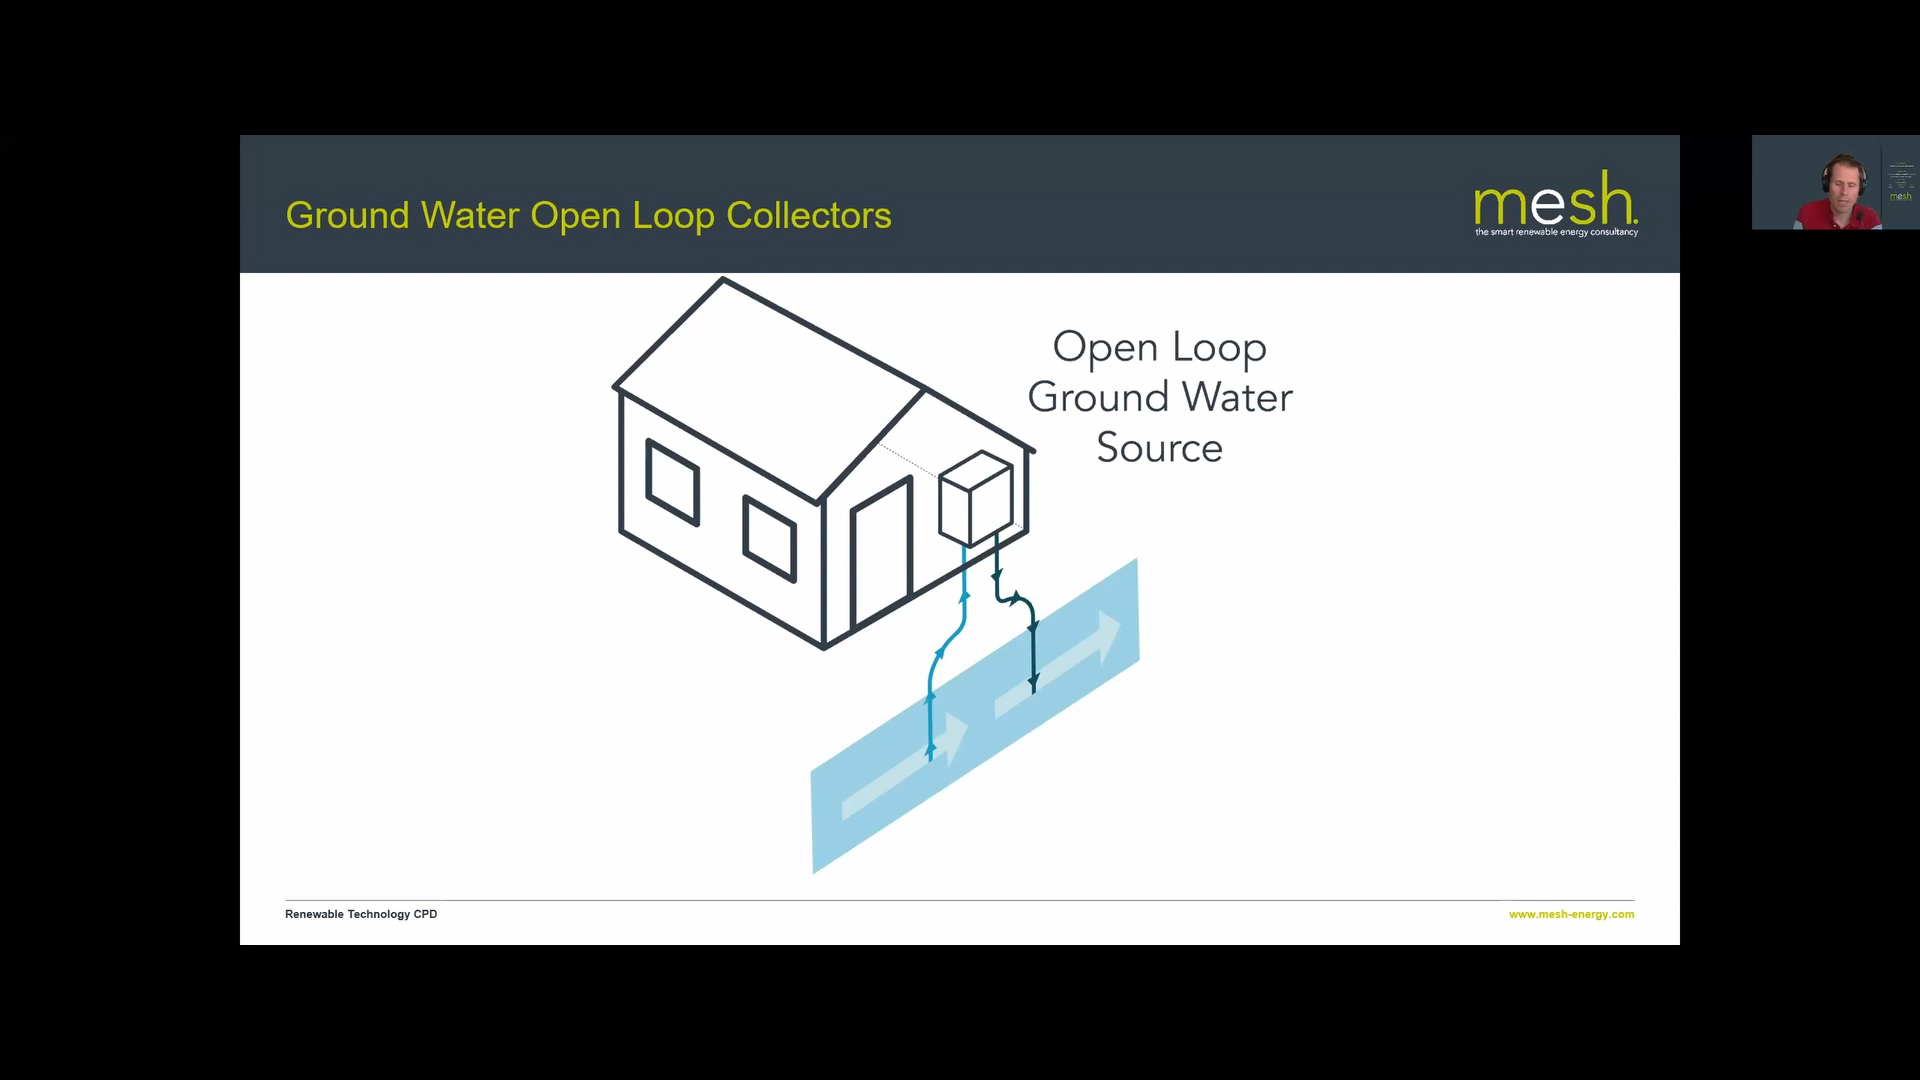 Ground Water Open Loop Collectors
mesh.
the smart renewable energy consultancy
Open Loop
Ground Water
Source
Renewable Technology CPD
www.mesh-energy.com
mesh